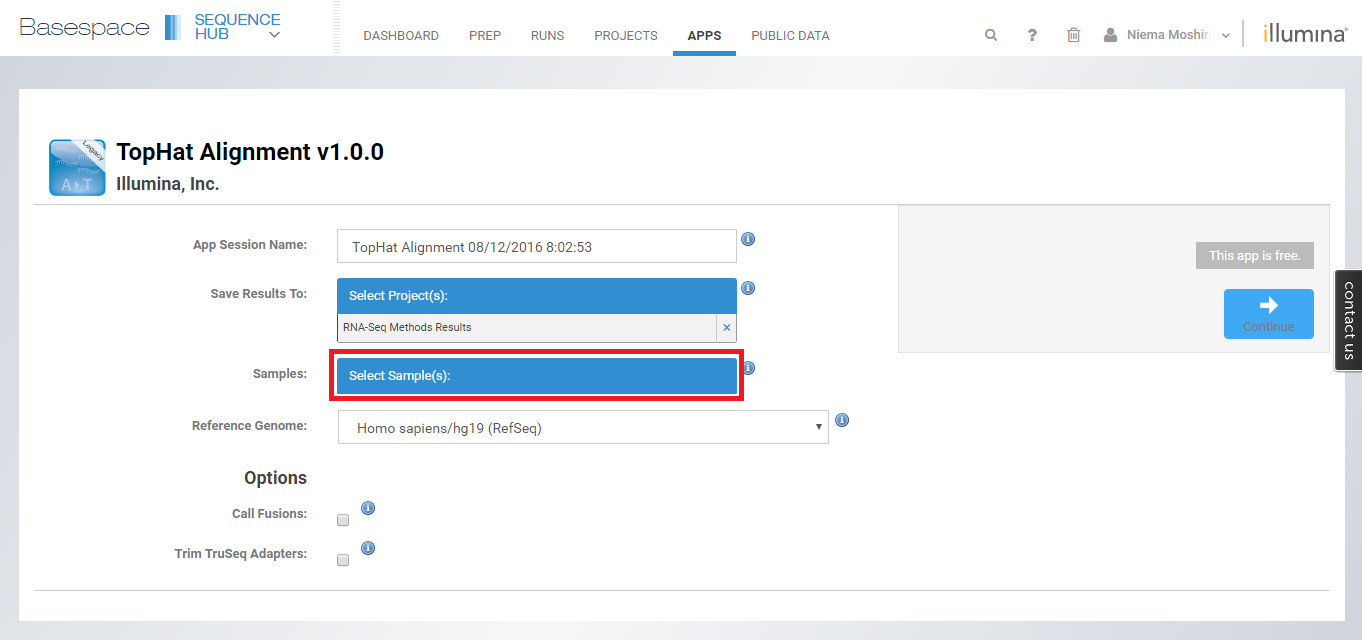 Basespace
SEQUENCE
HUB
DASHBOARD
PREP
RUNS
PROJECTS
APPS
PUBLIC DATA
?
Niema Moshiri
illumina
Legacy
A T
TopHat Alignment v1.0.0
Illumina, Inc.
App Session Name:
TopHat Alignment 08/12/2016 8:02:53
This app is free.
Save Results To:
Select Project(s):
RNA-Seq Methods Results
×
Continue
contact us
Samples:
Select Sample(s):
Reference Genome:
Homo sapiens/hg19 (RefSeq)
Options
Call Fusions:
Trim TruSeq Adapters: